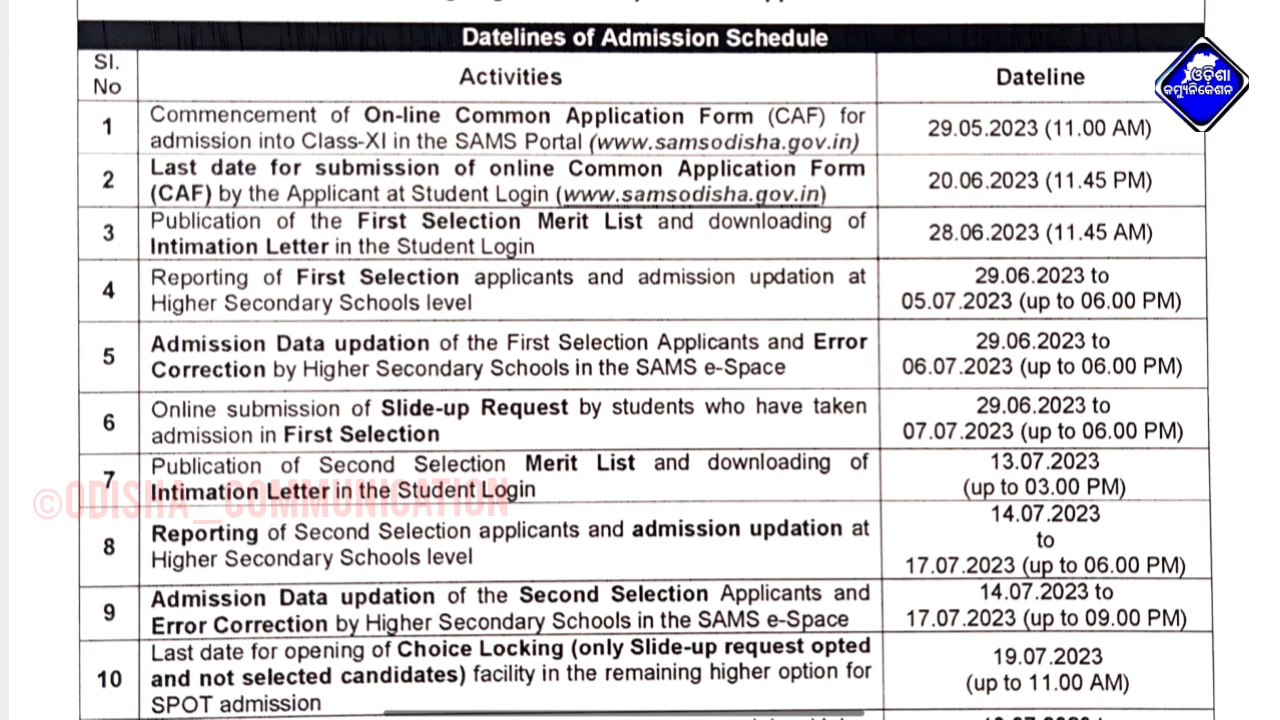 Datelines of Admission Schedule
Sl.
No
Activities
Dateline
ଓଡ଼ିଶା
କମ୍ୟୁନିକେଶନ
1
Commencement of On-line Common Application Form (CAF) for
admission into Class-XI in the SAMS Portal (www.samsodisha.gov.in)
29.05.2023 (11.00 AM)
2
Last date for submission of online Common Application Form
(CAF) by the Applicant at Student Login (www.samsodisha.gov.in)
20.06.2023 (11.45 PM)
3
Publication of the First Selection Merit List and downloading of
Intimation Letter in the Student Login
28.06.2023 (11.45 AM)
4
Reporting of First Selection applicants and admission updation at
Higher Secondary Schools level
29.06.2023 to
05.07.2023 (up to 06.00 PM)
5
Admission Data updation of the First Selection Applicants and Error
Correction by Higher Secondary Schools in the SAMS e-Space
29.06.2023 to
06.07.2023 (up to 06.00 PM)
6
Online submission of Slide-up Request by students who have taken
admission in First Selection
29.06.2023 to
07.07.2023 (up to 06.00 PM)
7
Publication of Second Selection Merit List and downloading of
Intimation Letter in the Student Login
13.07.2023
(up to 03.00 PM)
©ODISHA_COMMUNICATION
8
Reporting of Second Selection applicants and admission updation at
Higher Secondary Schools level
14.07.2023
to
17.07.2023 (up to 06.00 PM)
9
Admission Data updation of the Second Selection Applicants and
Error Correction by Higher Secondary Schools in the SAMS e-Space
14.07.2023 to
17.07.2023 (up to 09.00 PM)
10
Last date for opening of Choice Locking (only Slide-up request opted
and not selected candidates) facility in the remaining higher option for
SPOT admission
19.07.2023
(up to 11.00 AM)